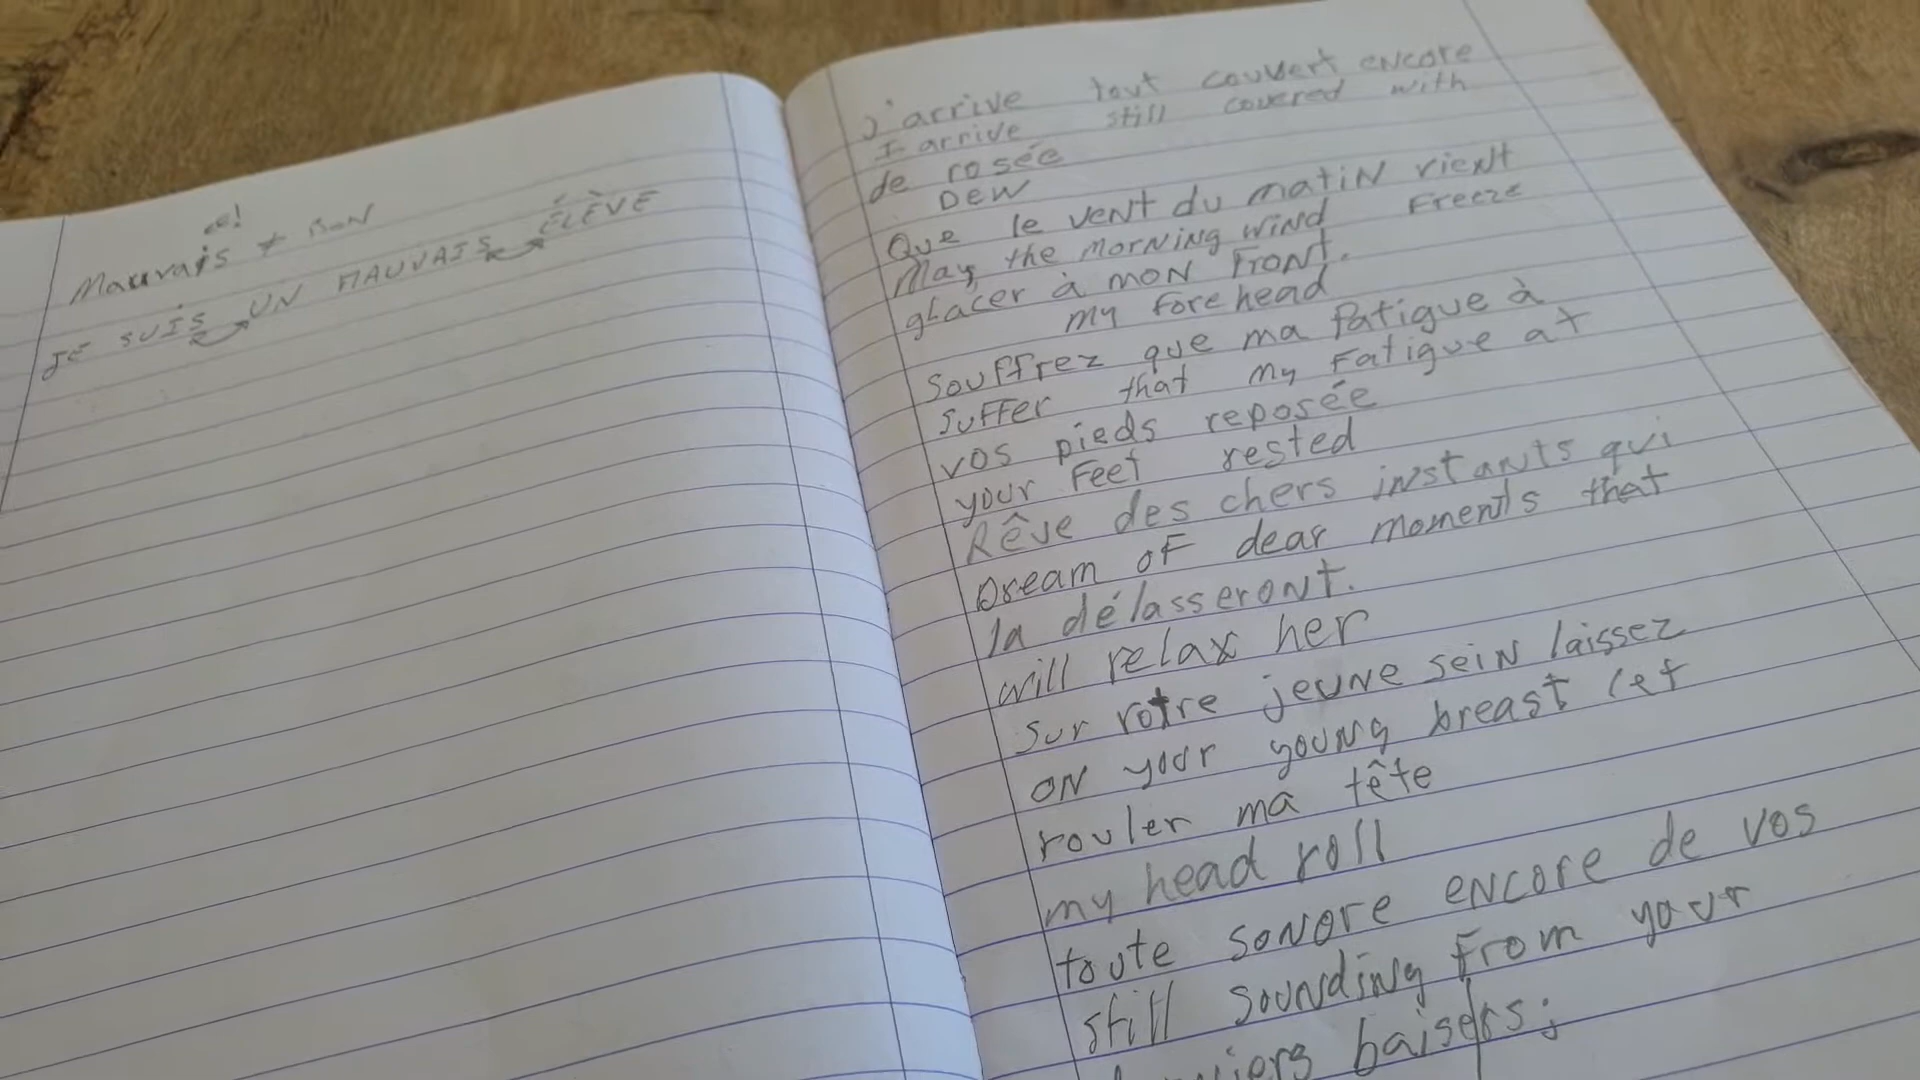 èe!
Mauvais ≠ BON
JE SUIS UN MAUVAIS ÉLÈVE
J'arrive tout couvert encore
I arrive still covered with
de rosée
DEW
Que le vent du matin vient
May the morning wind Freeze
glacer à mon front.
my forehead
Souffrez que ma fatigue à
suffer that my Fatigue at
vos pieds reposée
your Feet rested
Rêve des chers instants qui
Dream of dear moments that
la délasseront.
will relax her
Sur votre jeune sein laissez
on your young breast let
rouler ma tête
my head roll
toute sonore encore de vos
still sounding From your
baisers;